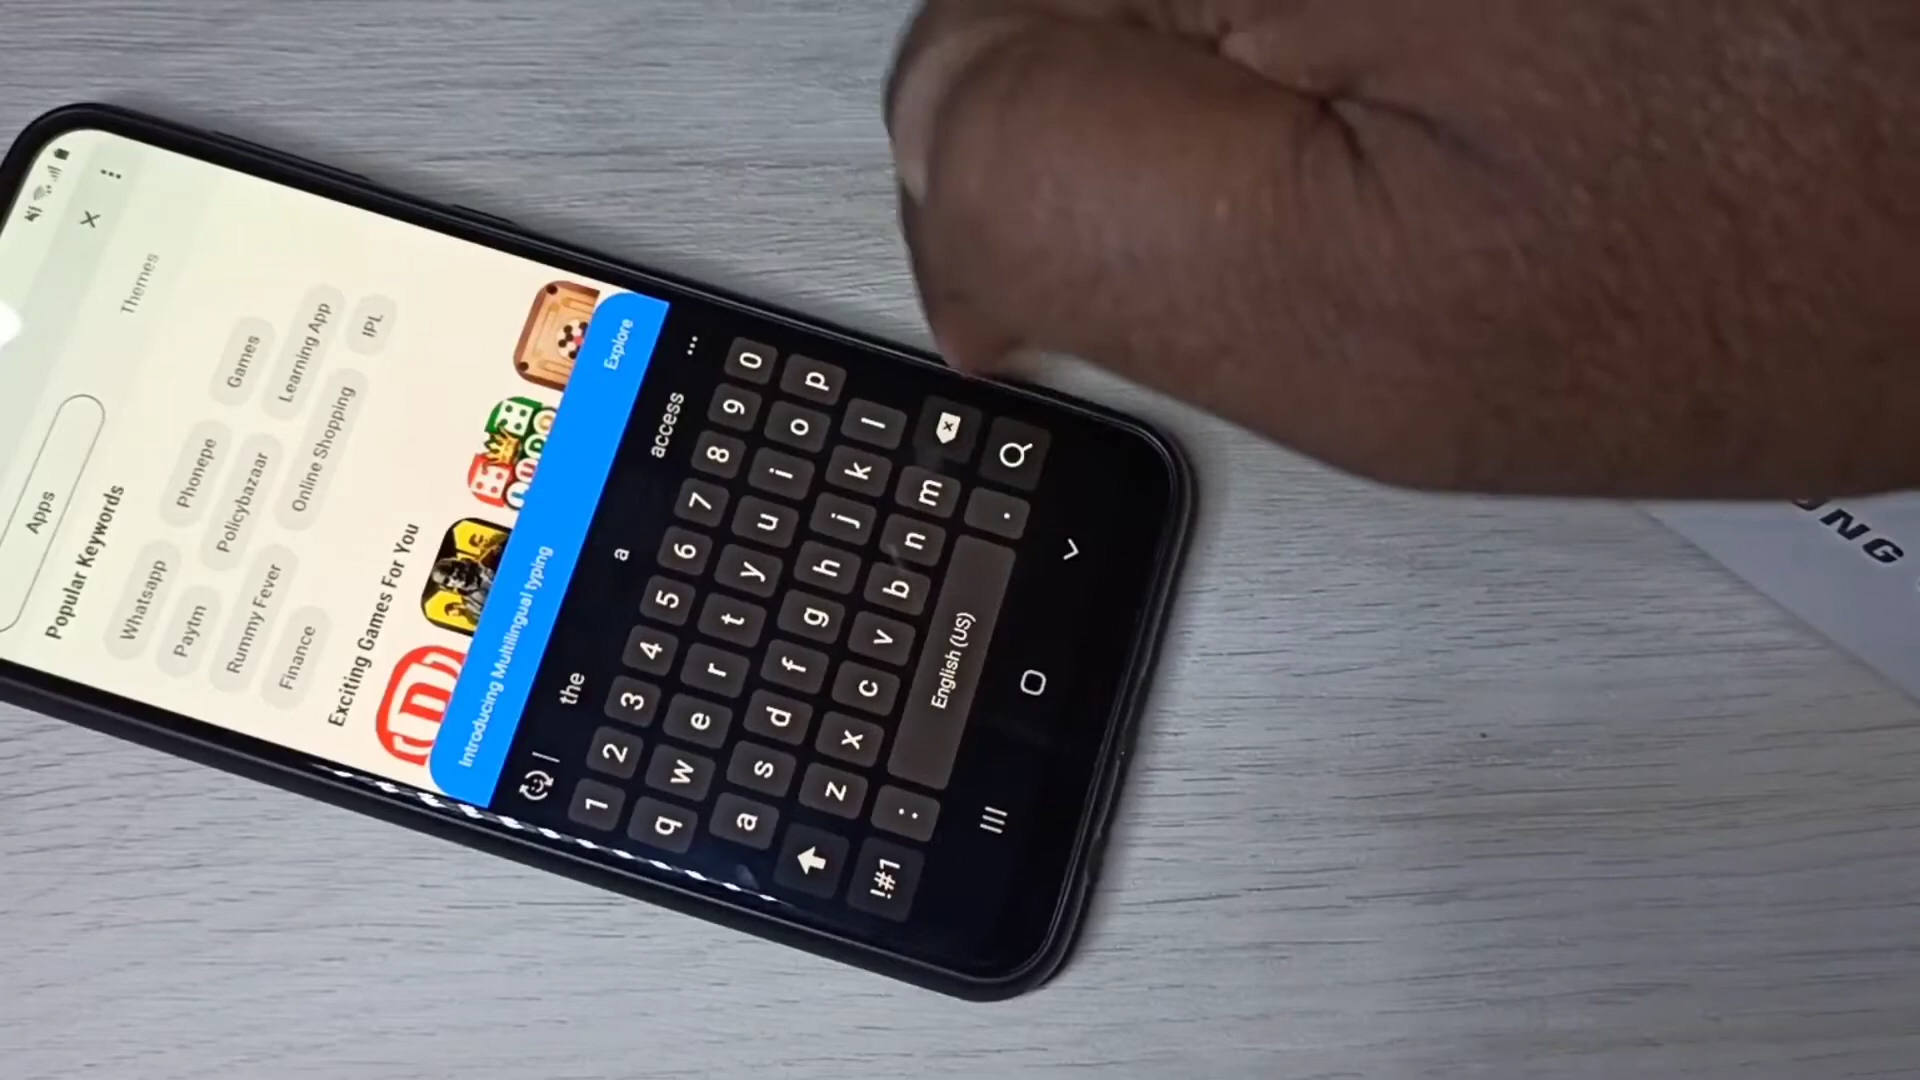 Apps
Themes
Popular Keywords
Whatsapp
Phonepe
Games
Paytm
Policybazaar
Learning App
Rummy Fever
Online Shopping
IPL
Finance
Exciting Games For You
Introducing Multilingual typing
Explore
the
a
access
1 2 3 4 5 6 7 8 9 0
q w e r t y u i o p
a s d f g h j k l
z x c v b n m
!#1 : English (US) .